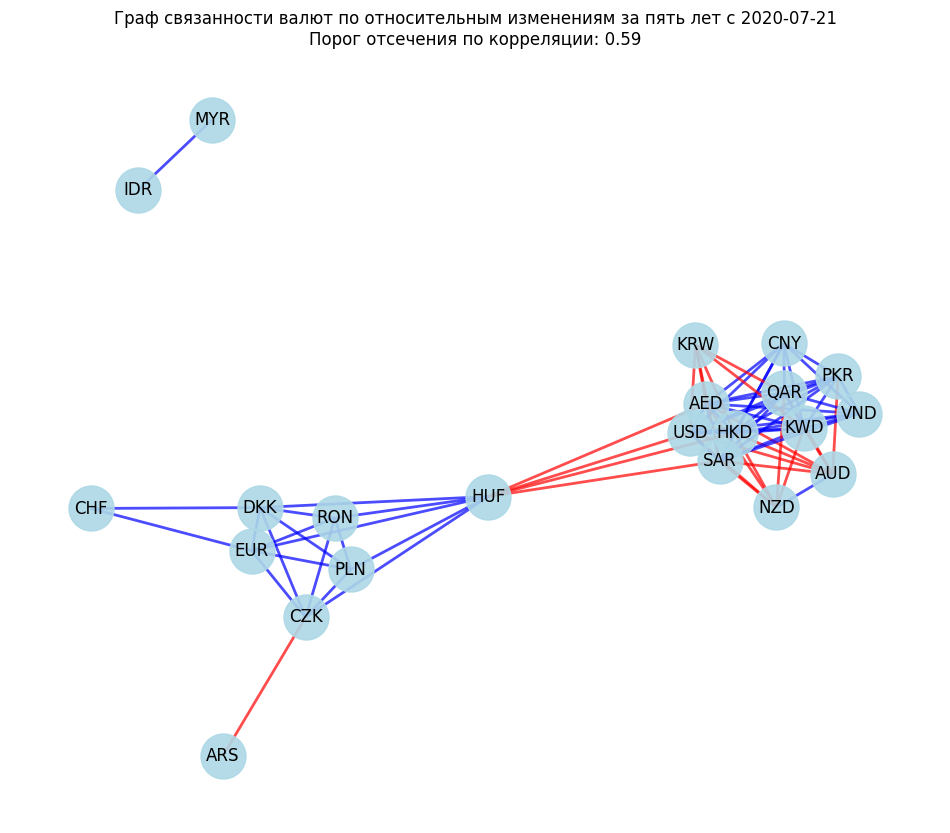 Граф связанности валют по относительным изменениям за пять лет с 2020-07-21
Порог отсечения по корреляции: 0.59
MYR
IDR
KRW
CNY
PKR
QAR
AED
VND
KWD
USD
HKD
SAR
AUD
HUF
NZD
CHF
DKK
RON
EUR
PLN
CZK
ARS